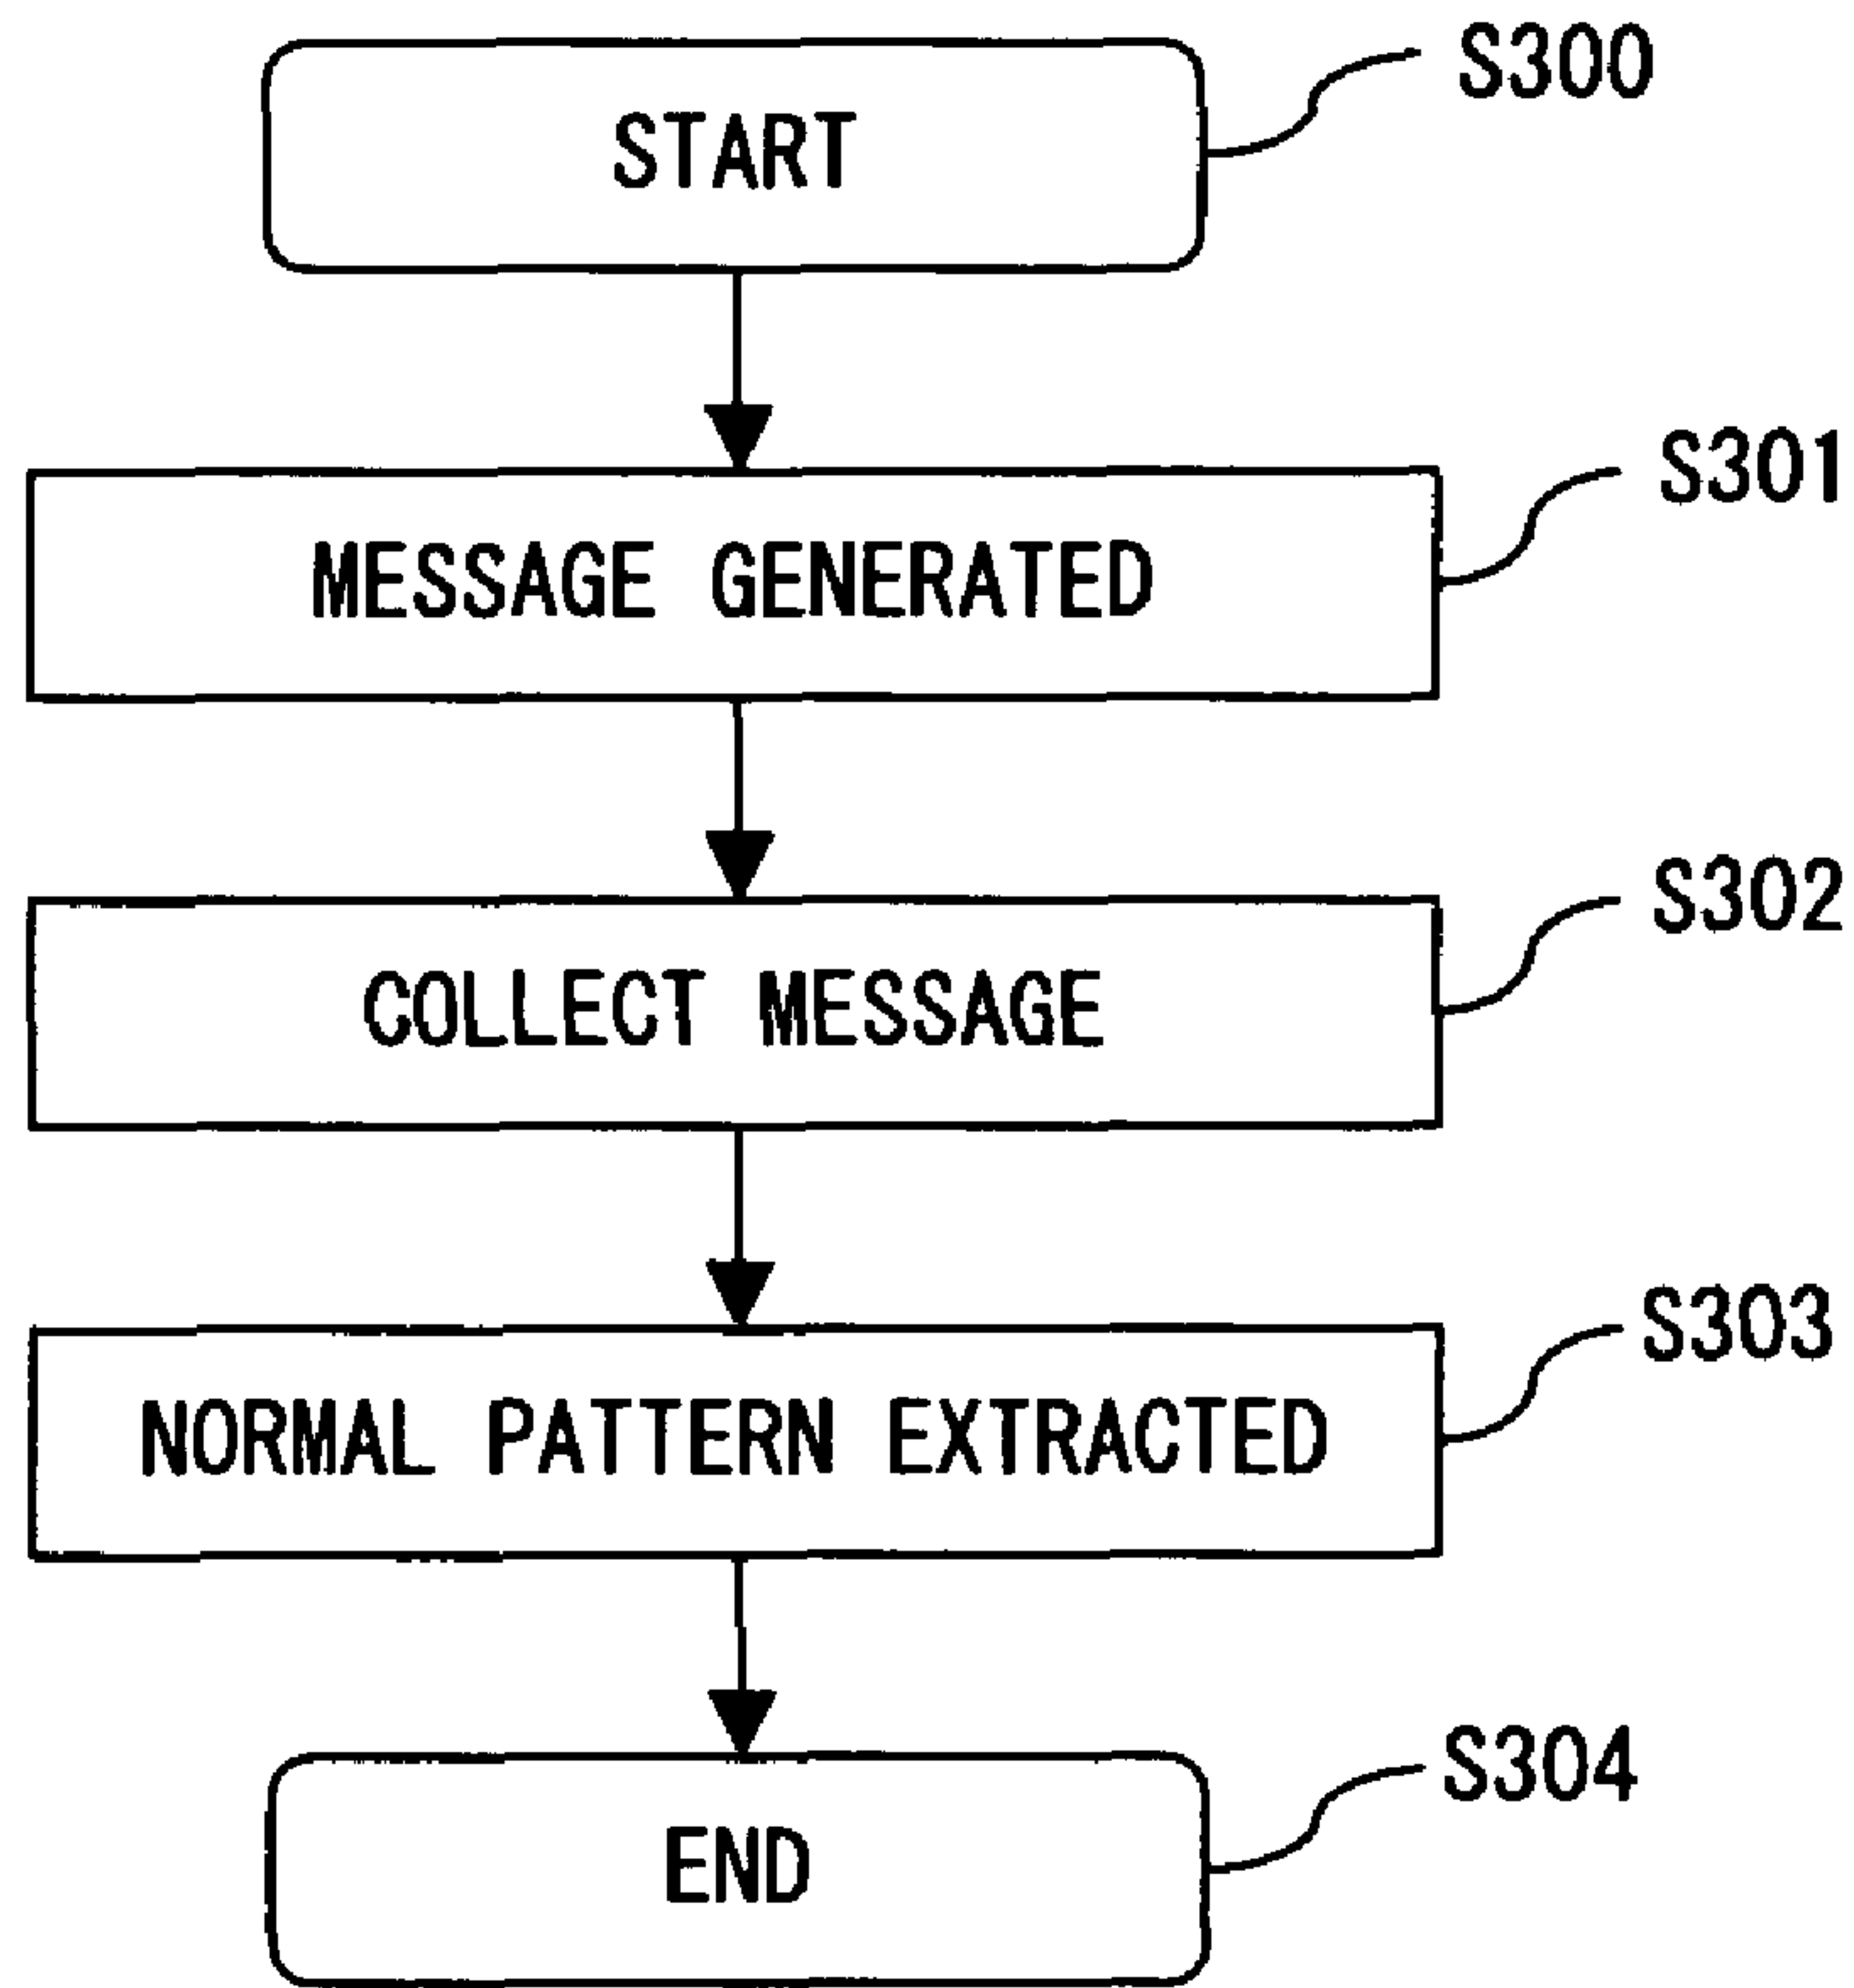 S300
START
S301
MESSAGE GENERATED
S302
COLLECT MESSAGE
S303
NORMAL PATTERN EXTRACTED
S304
END